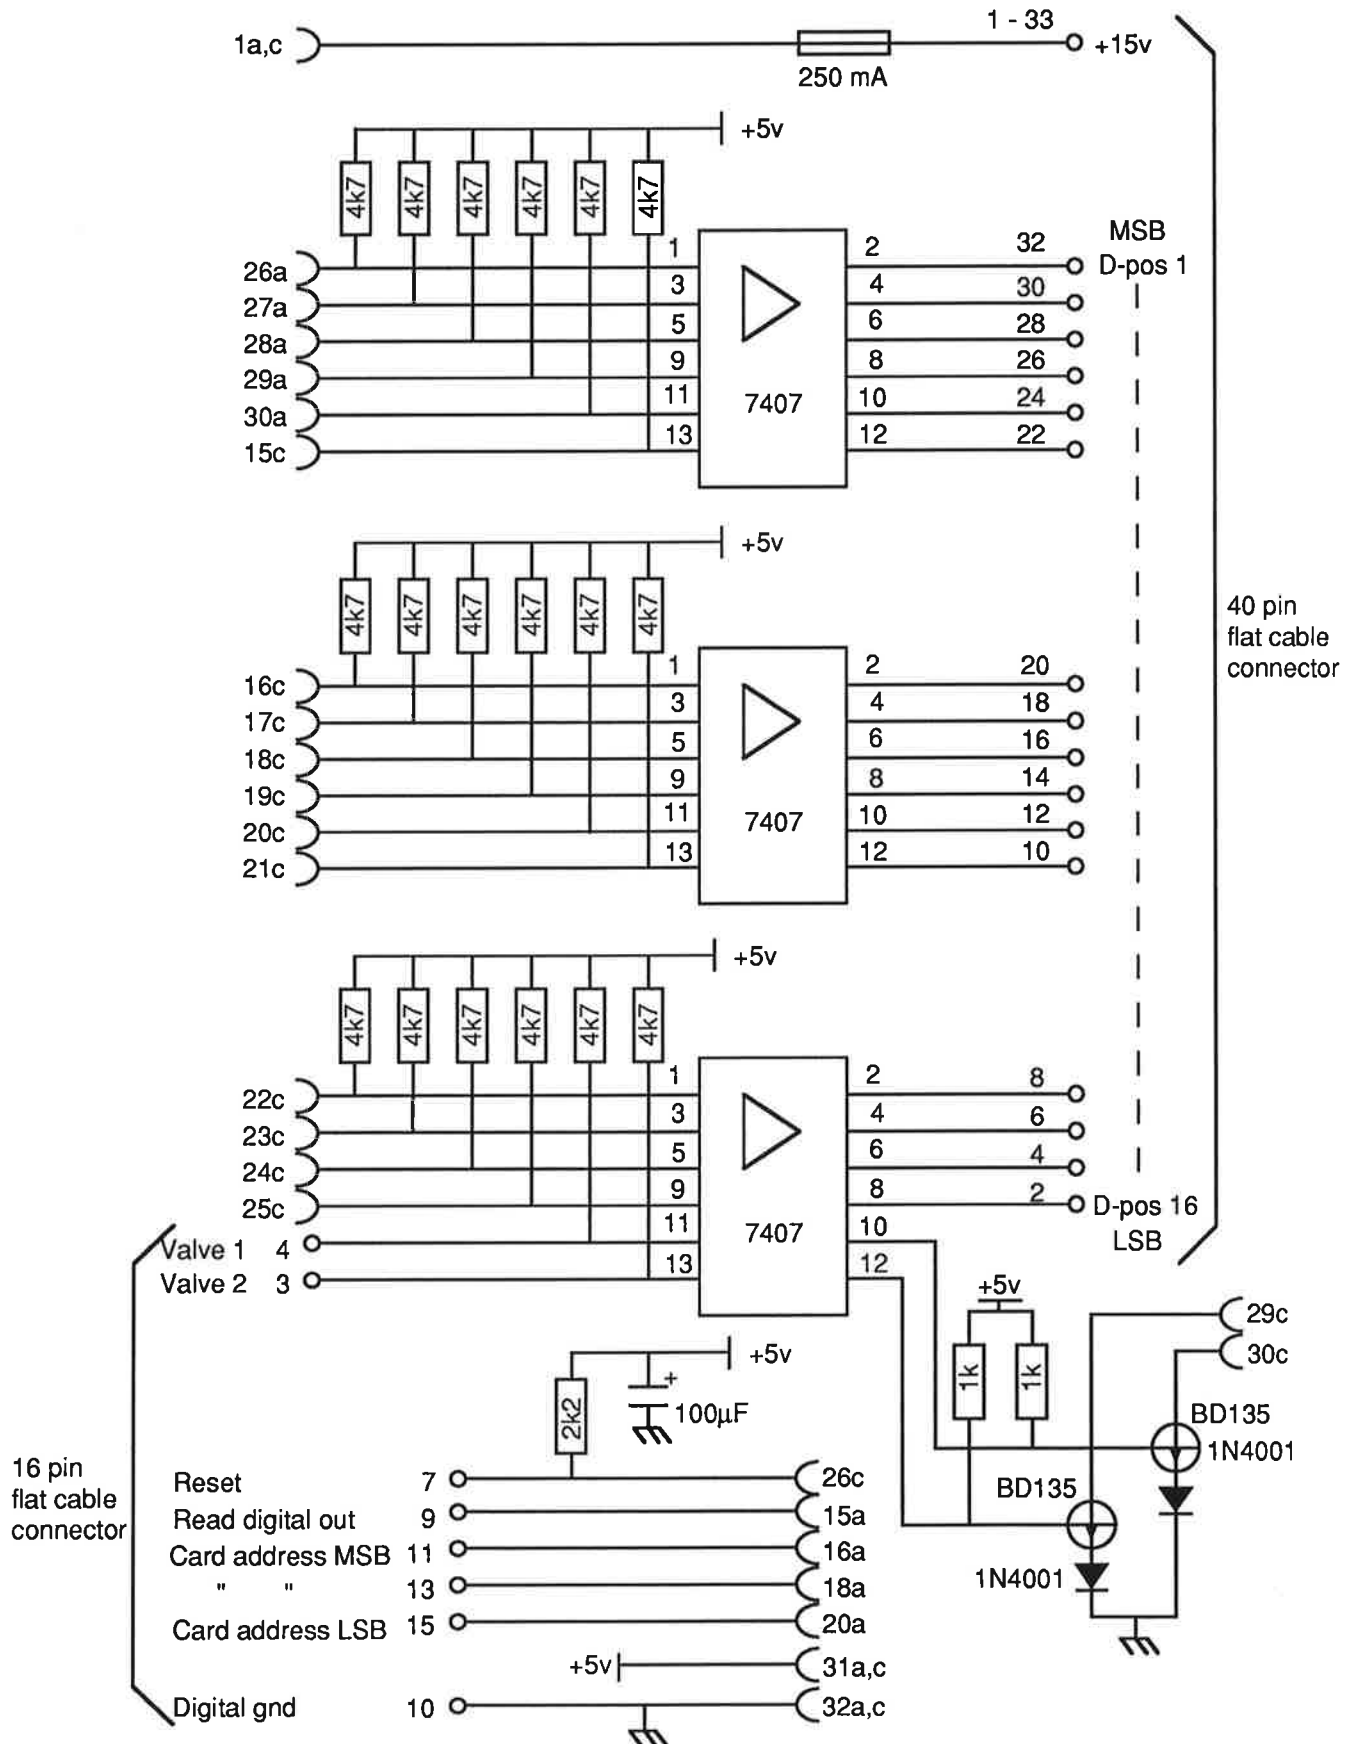 1a,c
250 mA
1 - 33
+15v
+5v
4k7 4k7 4k7 4k7 4k7 4k7
26a 1 2 32 MSB
D-pos 1
27a 3 4 30
28a 5 6 28
29a 9 8 26
30a 11 10 24
15c 13 12 22
7407
+5v
4k7 4k7 4k7 4k7 4k7 4k7
16c 1 2 20
17c 3 4 18
18c 5 6 16
19c 9 8 14
20c 11 10 12
21c 13 12 10
7407
40 pin
flat cable
connector
+5v
4k7 4k7 4k7 4k7 4k7 4k7
22c 1 2 8
23c 3 4 6
24c 5 6 4
25c 9 8 2 D-pos 16
LSB
Valve 1 4 11 10
Valve 2 3 13 12
7407
+5v
29c
30c
1k 1k
BD135
1N4001
BD135
1N4001
+5v
2k2
+
100µF
16 pin
flat cable
connector
Reset 7 26c
Read digital out 9 15a
Card address MSB 11 16a
" " 13 18a
Card address LSB 15 20a
+5v 31a,c
Digital gnd 10 32a,c